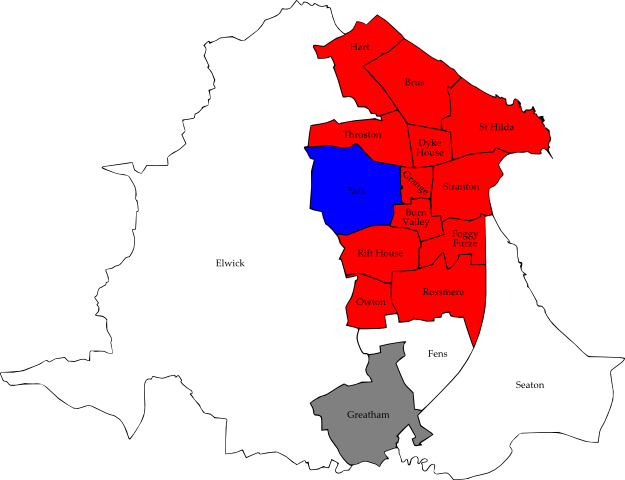 Hart
Brus
St Hilda
Throston
Dyke
House
Park
Grange
Stranton
Burn
Valley
Foggy
Furze
Rift House
Elwick
Owton
Rossmere
Fens
Seaton
Greatham